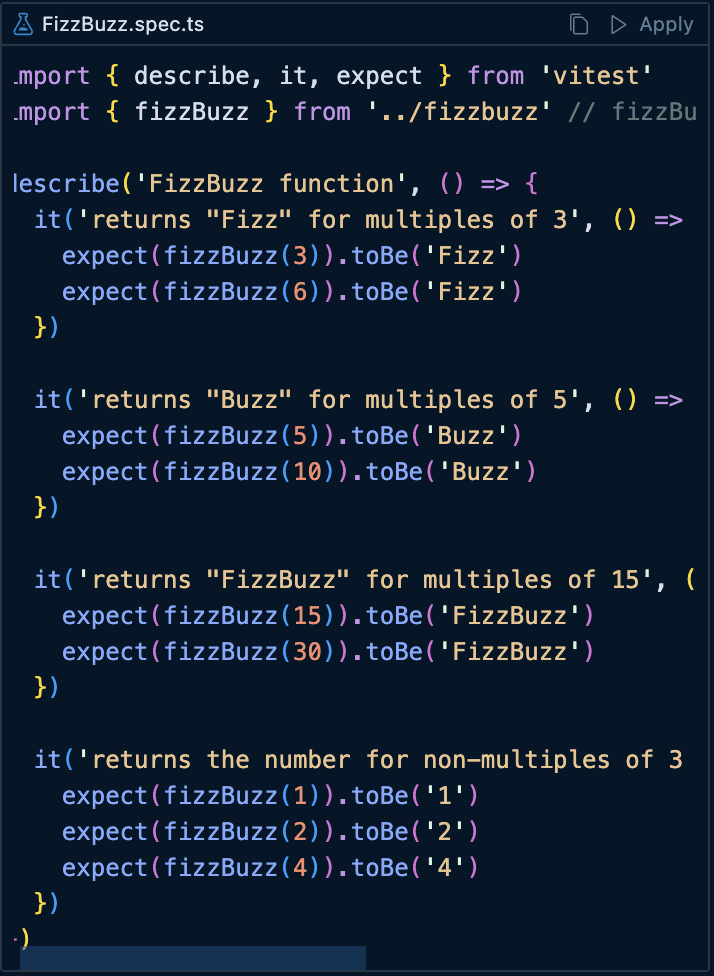 FizzBuzz.spec.ts Apply
mport { describe, it, expect } from 'vitest'
mport { fizzBuzz } from '../fizzbuzz' // fizzBu
escribe('FizzBuzz function', () => {
it('returns "Fizz" for multiples of 3', () =>
expect(fizzBuzz(3)).toBe('Fizz')
expect(fizzBuzz(6)).toBe('Fizz')
})
it('returns "Buzz" for multiples of 5', () =>
expect(fizzBuzz(5)).toBe('Buzz')
expect(fizzBuzz(10)).toBe('Buzz')
})
it('returns "FizzBuzz" for multiples of 15', (
expect(fizzBuzz(15)).toBe('FizzBuzz')
expect(fizzBuzz(30)).toBe('FizzBuzz')
})
it('returns the number for non-multiples of 3
expect(fizzBuzz(1)).toBe('1')
expect(fizzBuzz(2)).toBe('2')
expect(fizzBuzz(4)).toBe('4')
})
)